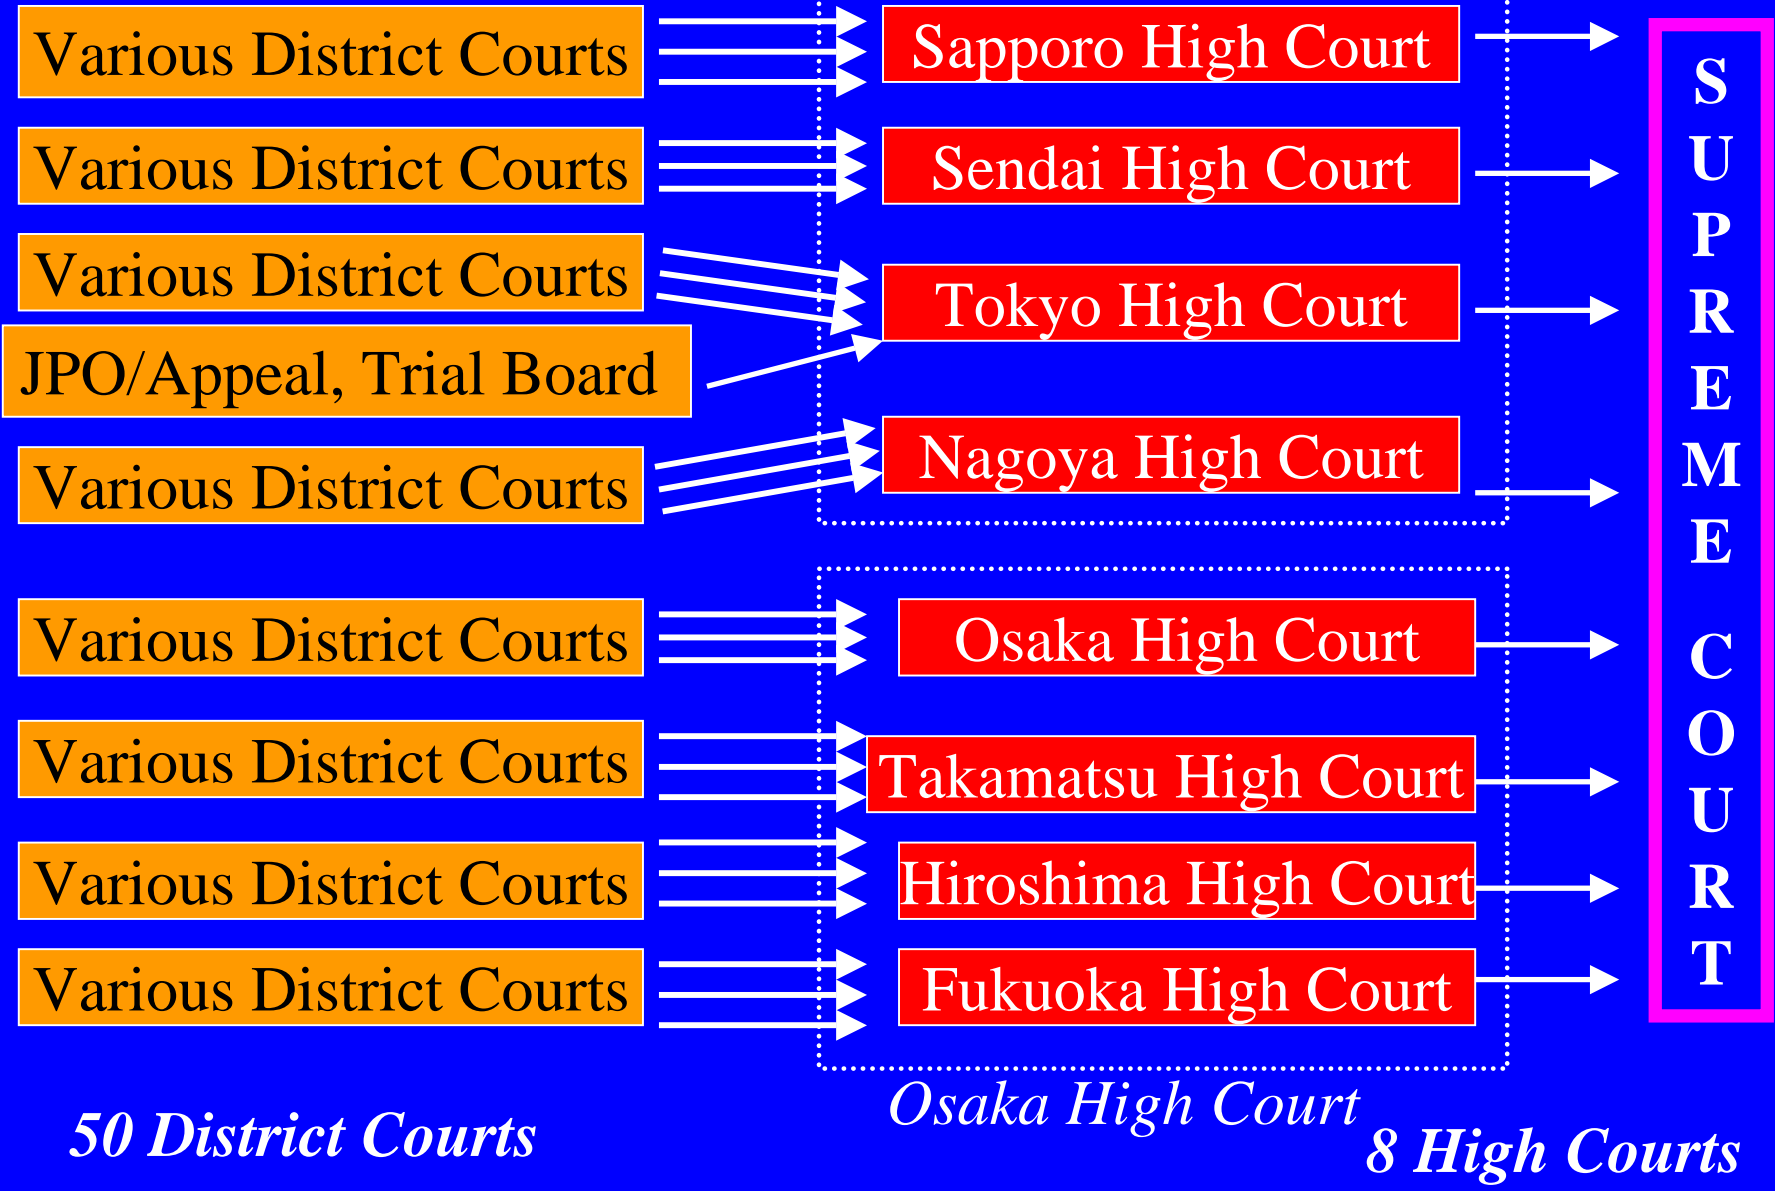 Various District Courts
Sapporo High Court
Various District Courts
Sendai High Court
Various District Courts
Tokyo High Court
JPO/Appeal, Trial Board
Various District Courts
Nagoya High Court
Various District Courts
Osaka High Court
Various District Courts
Takamatsu High Court
Various District Courts
Hiroshima High Court
Various District Courts
Fukuoka High Court
S
U
P
R
E
M
E
C
O
U
R
T
Osaka High Court
50 District Courts
8 High Courts